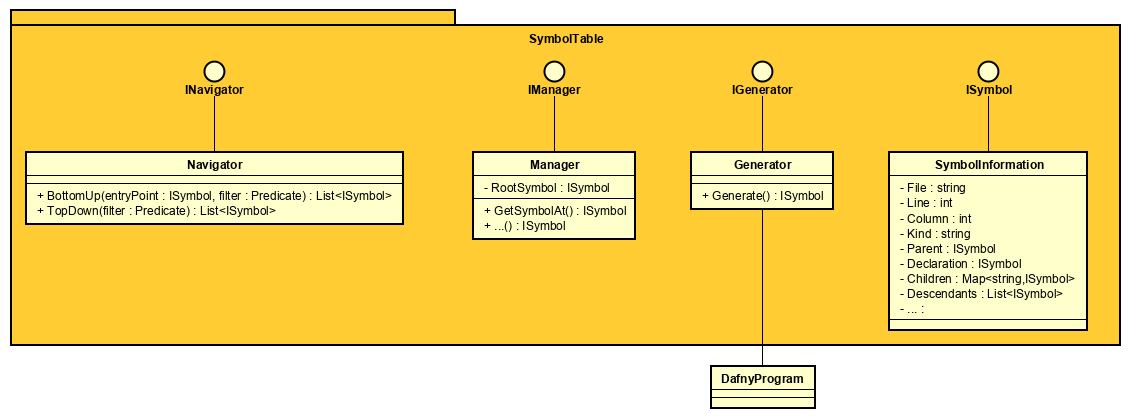 SymbolTable
INavigator
IManager
IGenerator
ISymbol
Navigator
+ BottomUp(entryPoint : ISymbol, filter : Predicate) : List<ISymbol>
+ TopDown(filter : Predicate) : List<ISymbol>
Manager
- RootSymbol : ISymbol
+ GetSymbolAt() : ISymbol
+ ...() : ISymbol
Generator
+ Generate() : ISymbol
SymbolInformation
- File : string
- Line : int
- Column : int
- Kind : string
- Parent : ISymbol
- Declaration : ISymbol
- Children : Map<string,ISymbol>
- Descendants : List<ISymbol>
- ... :
DafnyProgram